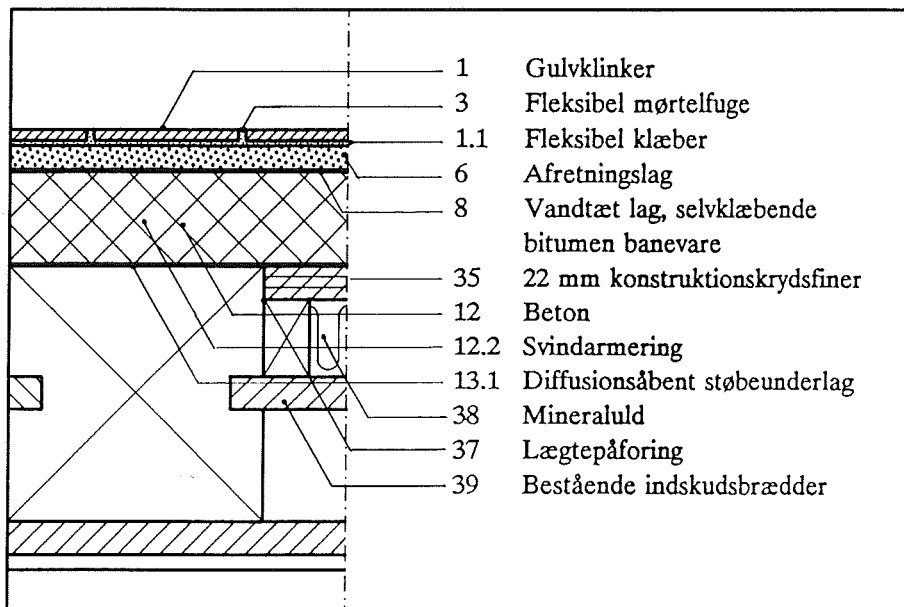 1 Gulvklinker
3 Fleksibel mørtelfuge
1.1 Fleksibel klæber
6 Afretningslag
8 Vandtæt lag, selvklæbende
bitumen banevare
35 22 mm konstruktionskrydsfiner
12 Beton
12.2 Svindarmering
13.1 Diffusionsåbent støbeunderlag
38 Mineraluld
37 Lægtepåforing
39 Bestående indskudsbrædder